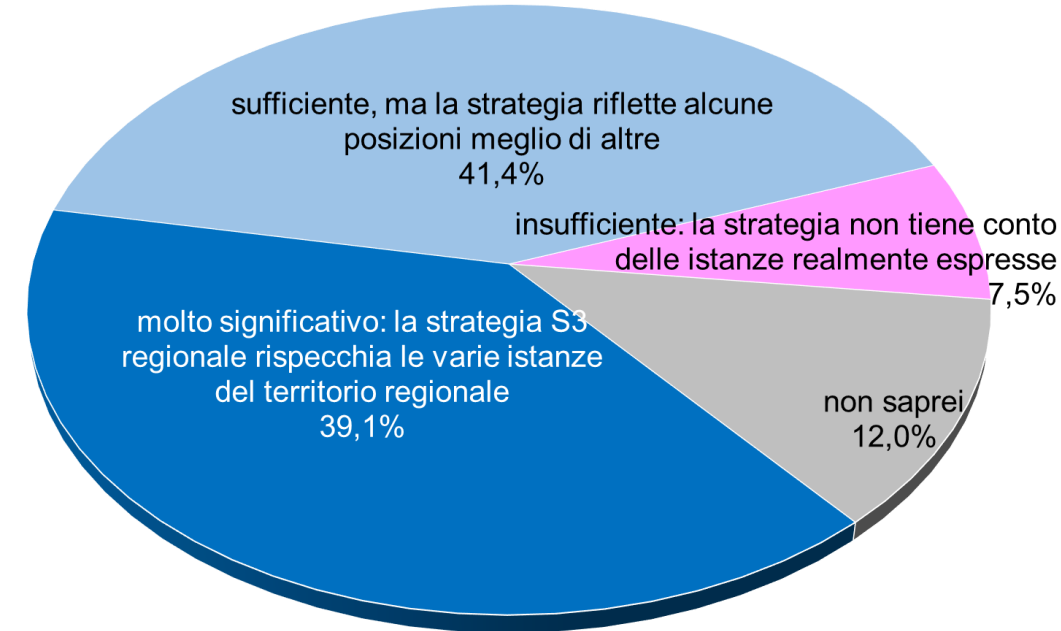 sufficiente, ma la strategia riflette alcune
posizioni meglio di altre
41,4%
insufficiente: la strategia non tiene conto
delle istanze realmente espresse
7,5%
molto significativo: la strategia S3
regionale rispecchia le varie istanze
del territorio regionale
39,1%
non saprei
12,0%